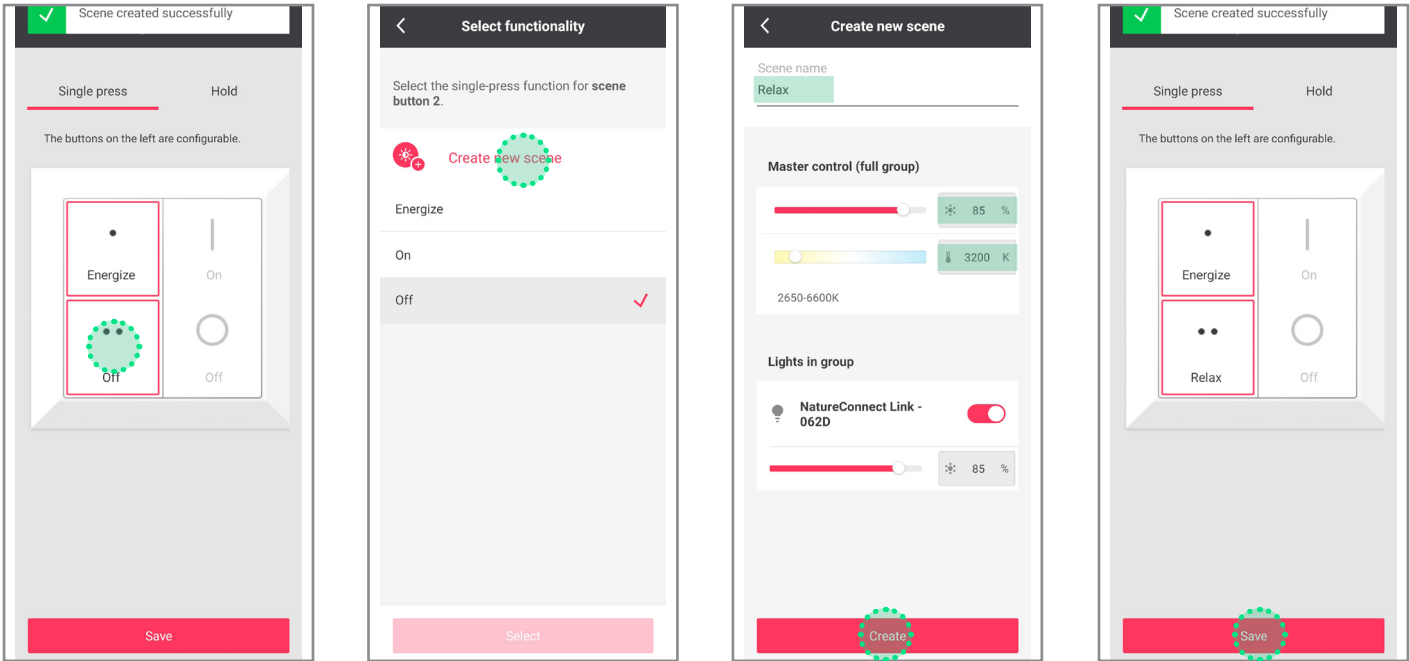 Scene created successfully
Single press
Hold
The buttons on the left are configurable.
Energize
On
Off
Off
Save
Select functionality
Select the single-press function for scene
button 2.
Create new scene
Energize
On
Off
Select
Create new scene
Scene name
Relax
Master control (full group)
85 %
3200 K
2650-6600K
Lights in group
NatureConnect Link -
062D
85 %
Create
Scene created successfully
Single press
Hold
The buttons on the left are configurable.
Energize
On
Relax
Off
Save